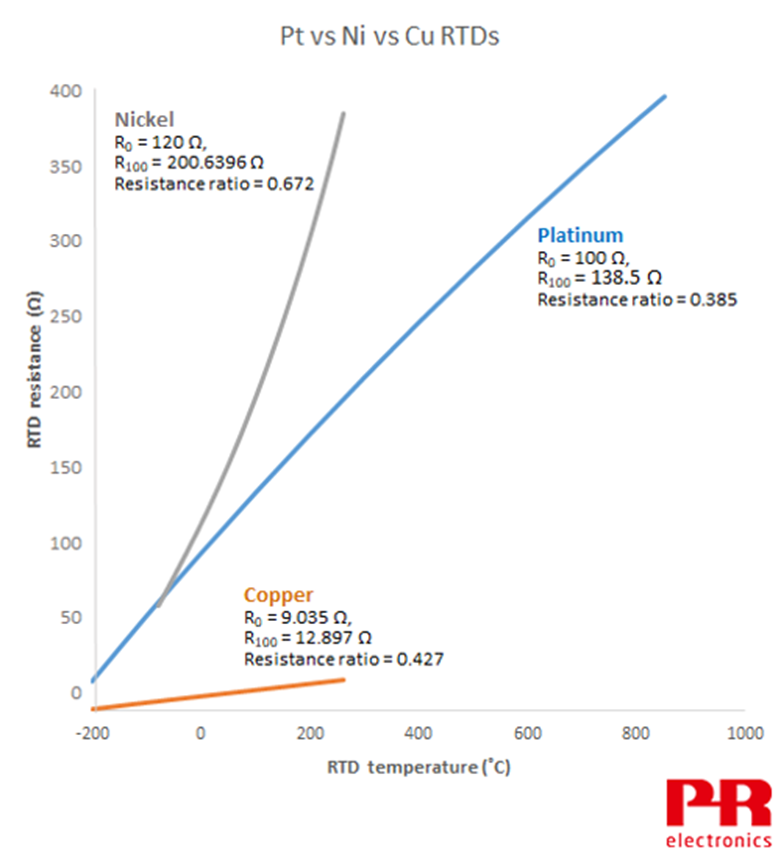 Pt vs Ni vs Cu RTDs
400
350
300
250
200
150
100
50
0
RTD resistance (Ω)
Nickel
R₀ = 120 Ω,
R₁₀₀ = 200.6396 Ω
Resistance ratio = 0.672
Platinum
R₀ = 100 Ω,
R₁₀₀ = 138.5 Ω
Resistance ratio = 0.385
Copper
R₀ = 9.035 Ω,
R₁₀₀ = 12.897 Ω
Resistance ratio = 0.427
-200 0 200 400 600 800 1000
RTD temperature (˚C)
PR
electronics